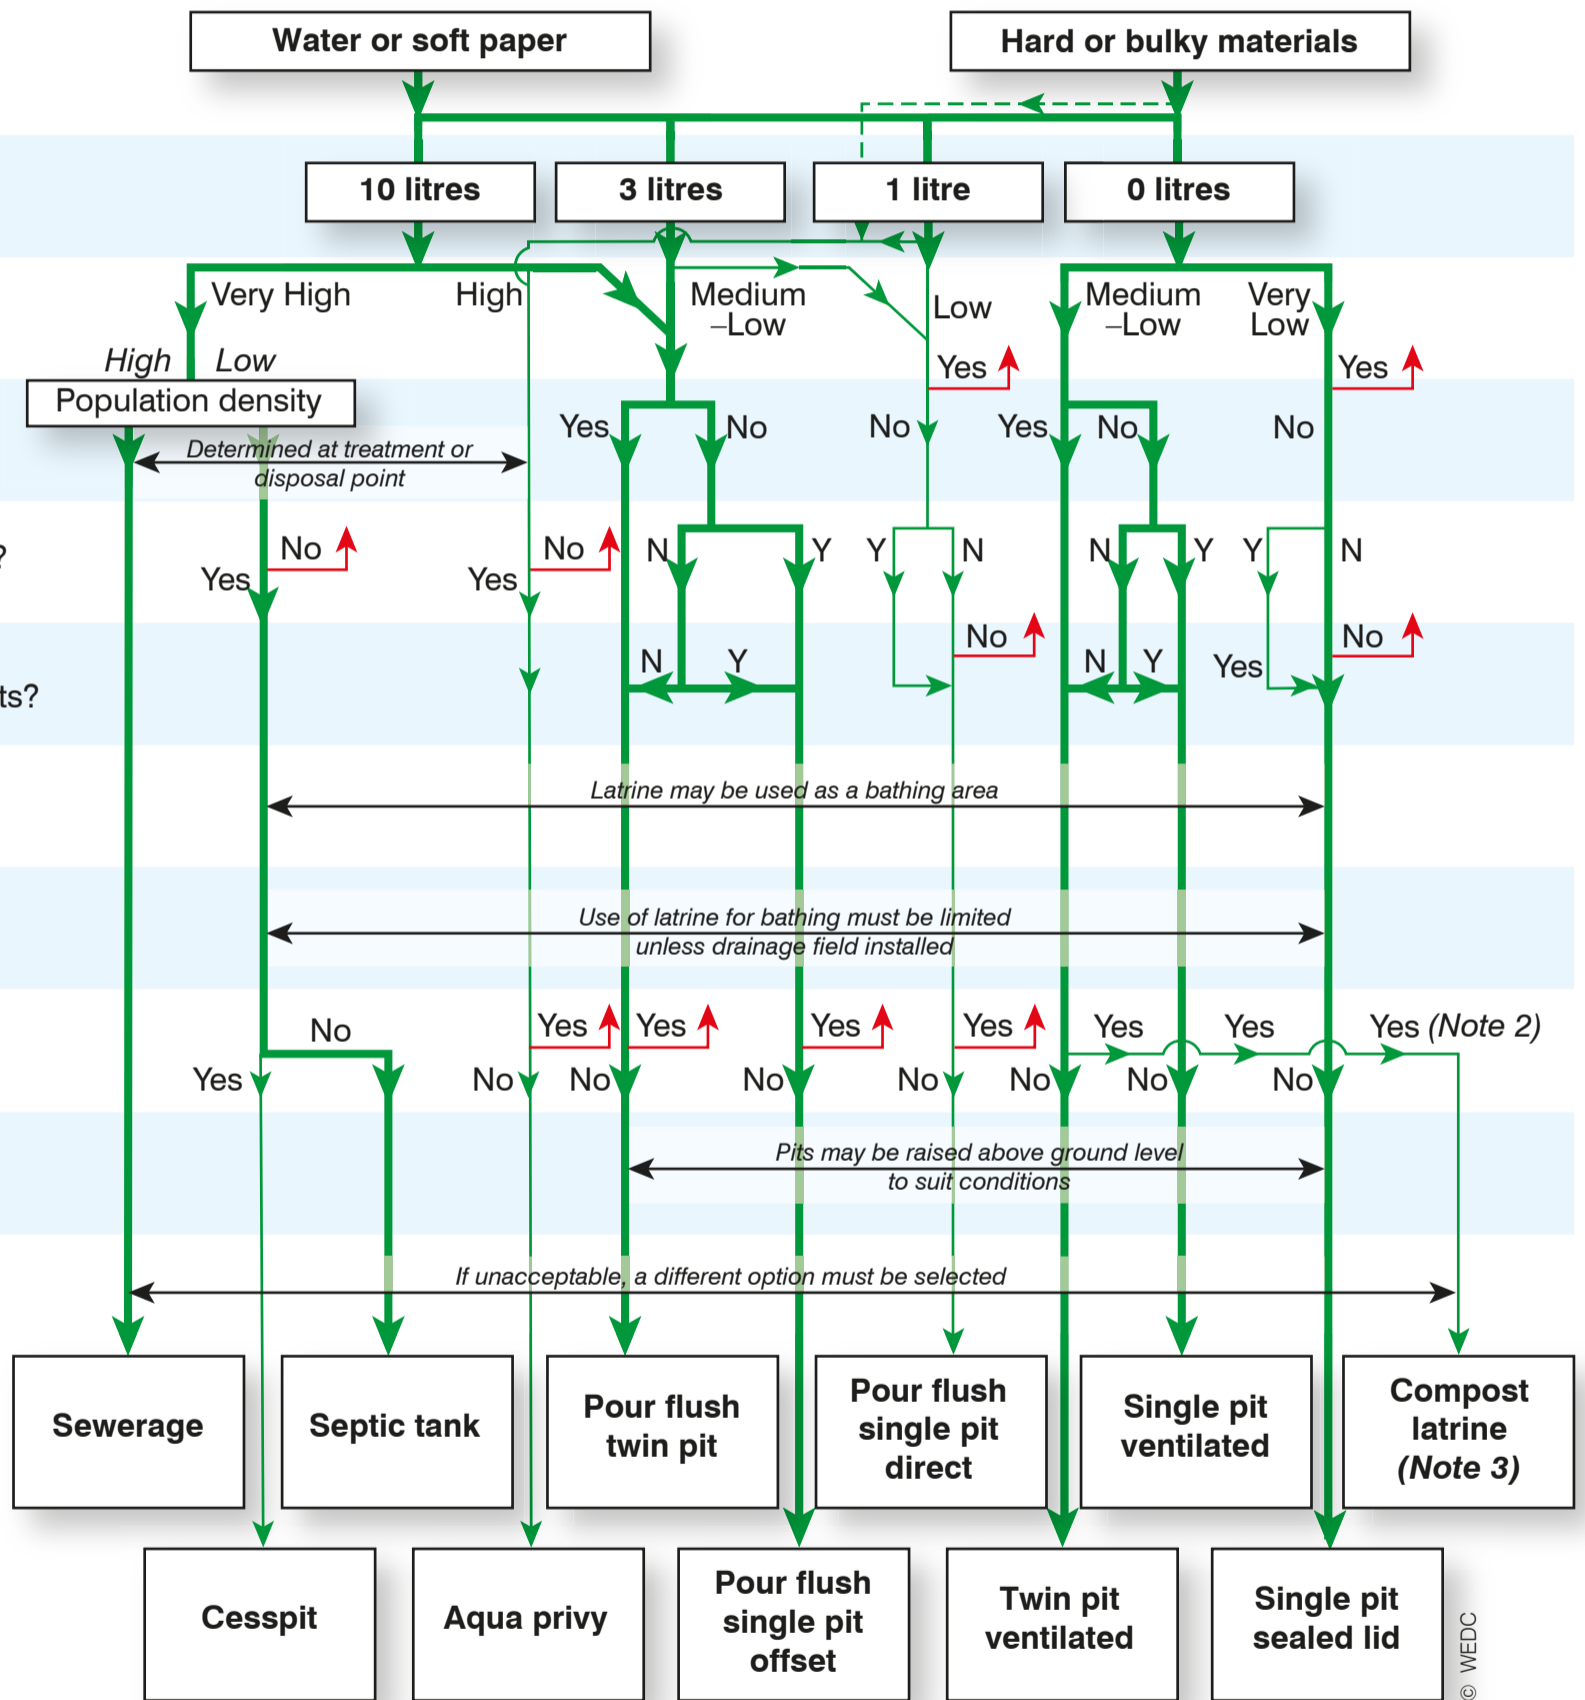 Water or soft paper
Hard or bulky materials
10 litres
3 litres
1 litre
0 litres
Very High
High
Medium
–Low
Low
Medium
–Low
Very
Low
High
Low
Yes
Yes
Population density
Yes
No
No
Yes
No
No
Determined at treatment or
disposal point
?
No
Yes
No
Yes
N
Y
Y
N
N
Y
Y
N
No
No
ts?
N
Y
N
Y
Yes
Latrine may be used as a bathing area
Use of latrine for bathing must be limited
unless drainage field installed
No
Yes
Yes
Yes
Yes
Yes
Yes
Yes (Note 2)
Yes
No
No
No
No
No
No
No
Pits may be raised above ground level
to suit conditions
If unacceptable, a different option must be selected
Sewerage
Septic tank
Pour flush
twin pit
Pour flush
single pit
direct
Single pit
ventilated
Compost
latrine
(Note 3)
Cesspit
Aqua privy
Pour flush
single pit
offset
Twin pit
ventilated
Single pit
sealed lid
© WEDC